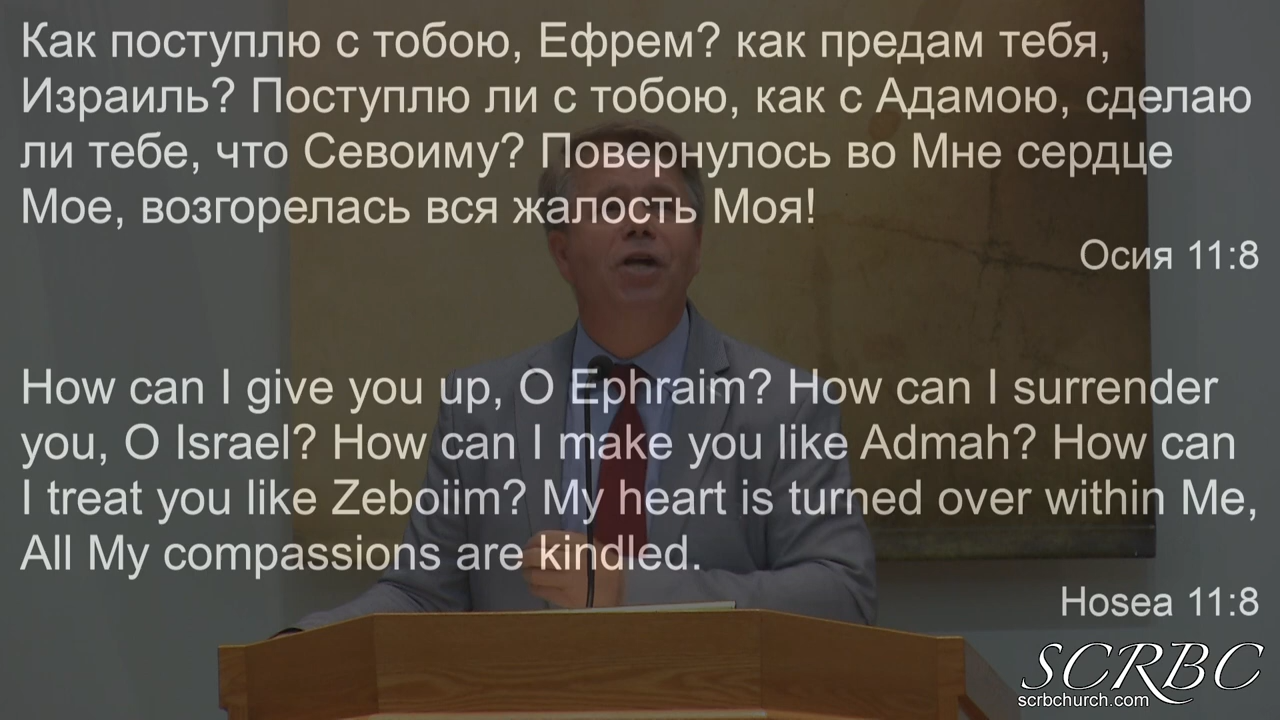 Как поступлю с тобою, Ефрем? как предам тебя,
Израиль? Поступлю ли с тобою, как с Адамою, сделаю
ли тебе, что Севоиму? Повернулось во Мне сердце
Мое, возгорелась вся жалость Моя!
Осия 11:8
How can I give you up, O Ephraim? How can I surrender
you, O Israel? How can I make you like Admah? How can
I treat you like Zeboiim? My heart is turned over within Me,
All My compassions are kindled.
Hosea 11:8
SCRBC
scrbchurch.com